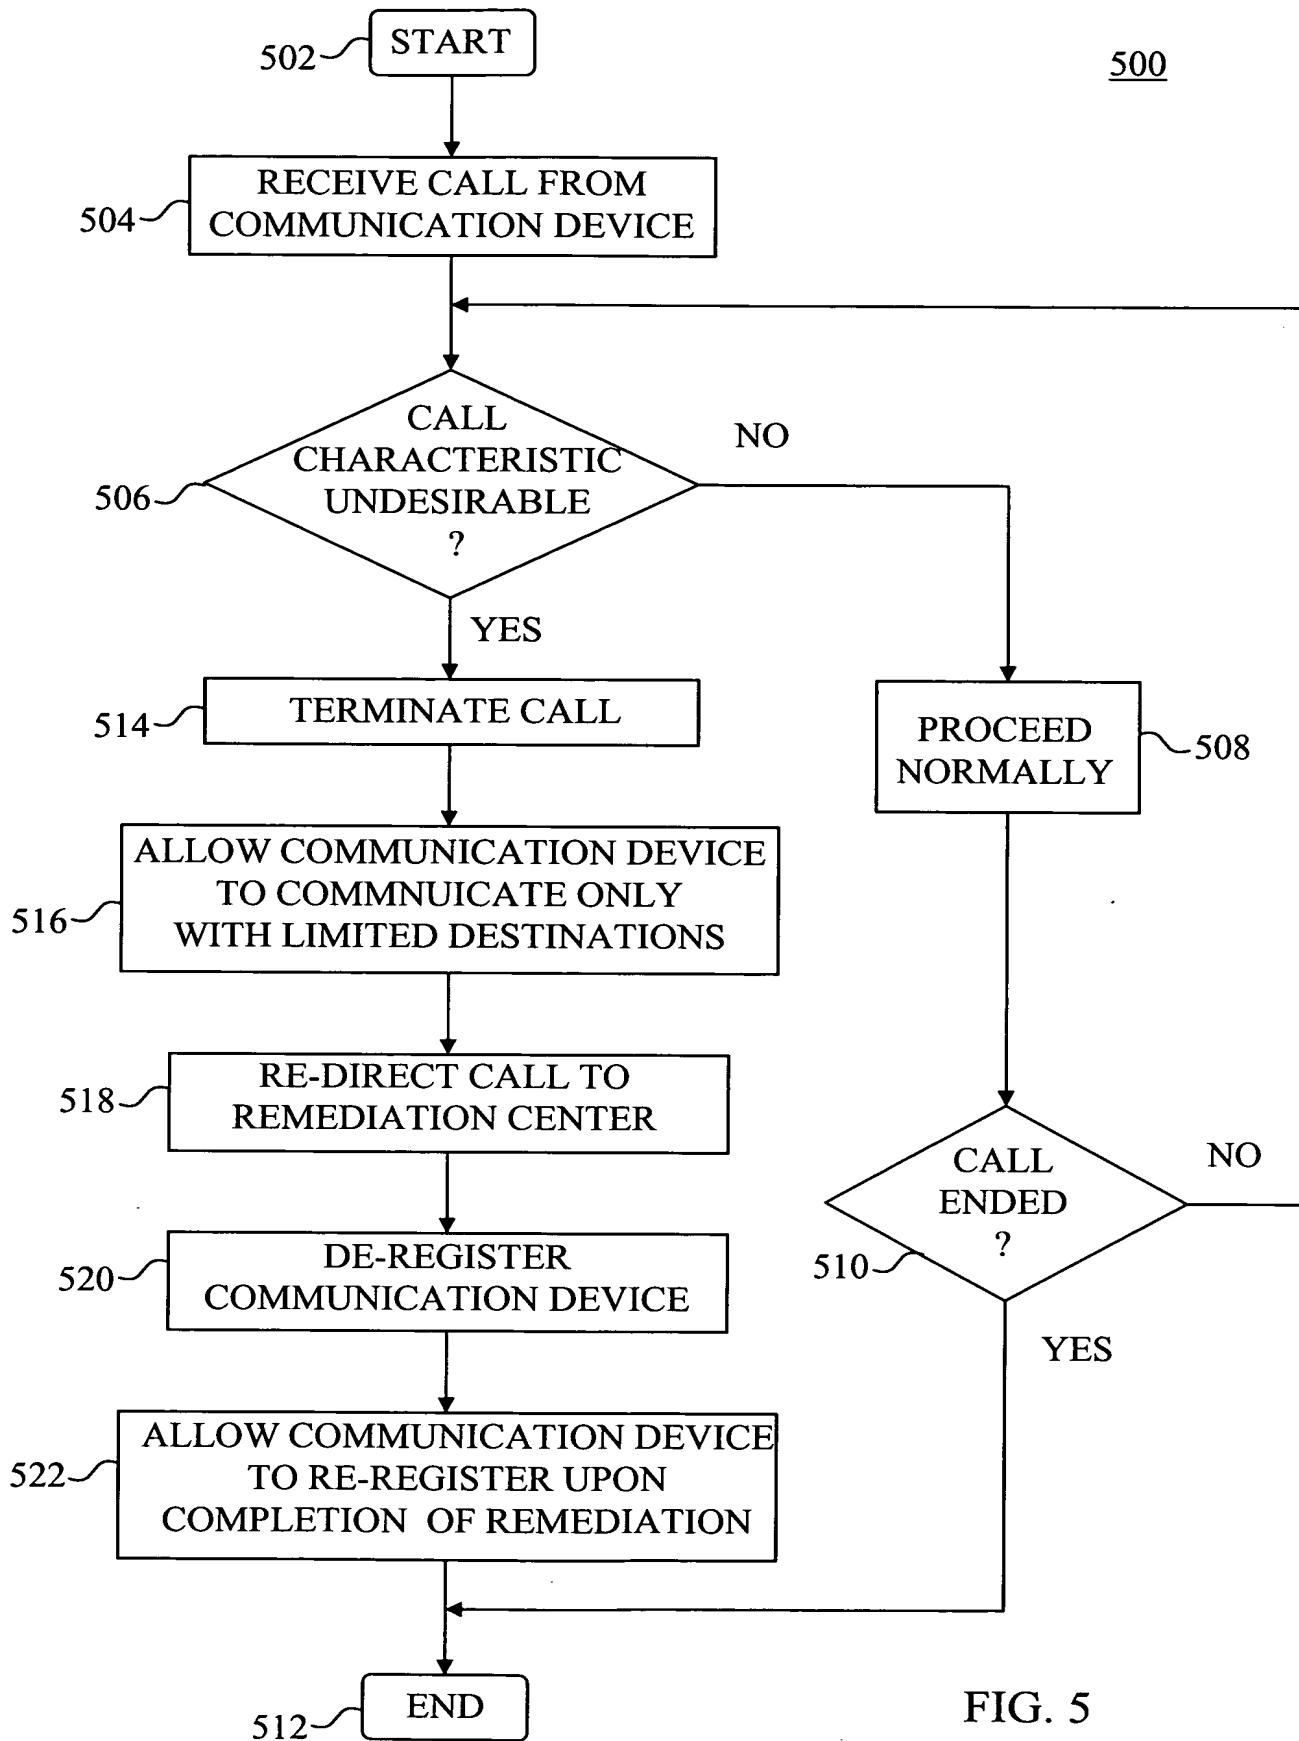 START
502
500
RECEIVE CALL FROM
COMMUNICATION DEVICE
504
CALL
CHARACTERISTIC
UNDESIRABLE
?
506
NO
YES
TERMINATE CALL
514
PROCEED
NORMALLY
508
ALLOW COMMUNICATION DEVICE
TO COMMNUICATE ONLY
WITH LIMITED DESTINATIONS
516
RE-DIRECT CALL TO
REMEDIATION CENTER
518
CALL
ENDED
?
510
NO
YES
DE-REGISTER
COMMUNICATION DEVICE
520
ALLOW COMMUNICATION DEVICE
TO RE-REGISTER UPON
COMPLETION OF REMEDIATION
522
END
512
FIG. 5